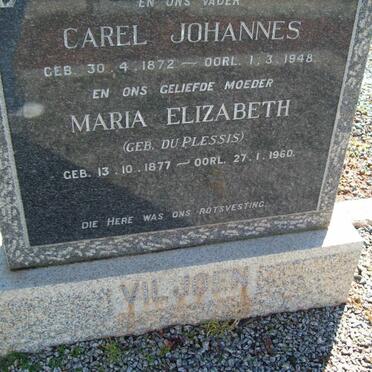 EN ONS VADER
CAREL JOHANNES
GEB. 30.4.1872 — OORL. 1.3.1948.
EN ONS GELIEFDE MOEDER
MARIA ELIZABETH
(GEB. DU PLESSIS)
GEB. 13.10.1877 — OORL. 27.1.1960.
DIE HERE WAS ONS ROTSVESTING.
VILJOEN